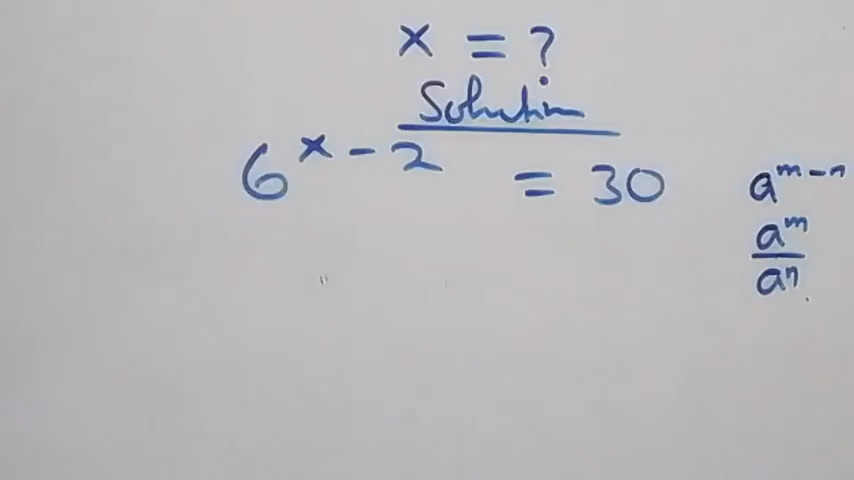 x = ?
Solution
6^{x-2} = 30
a^{m-n}
a^m
a^n